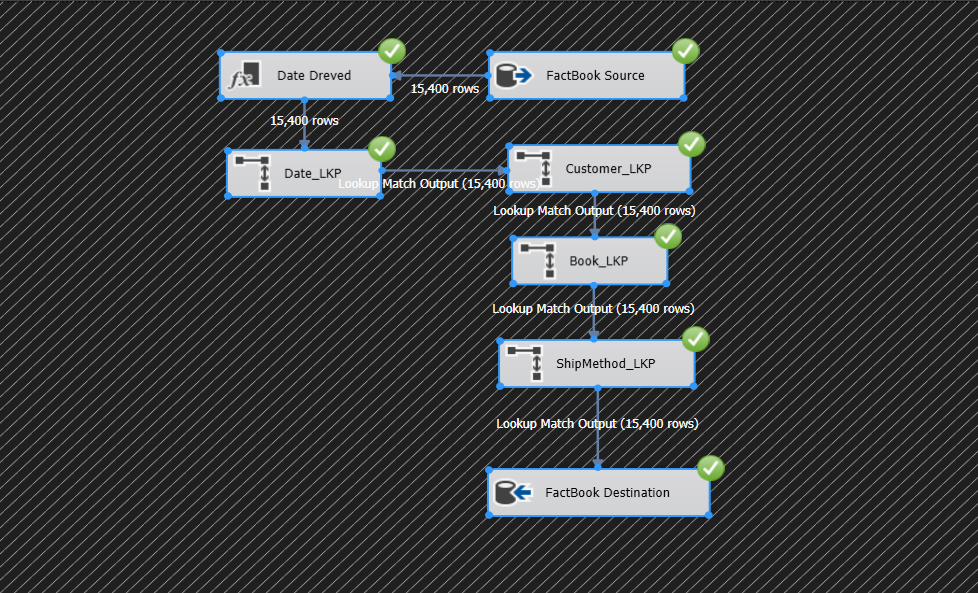 Date Dreved
FactBook Source
15,400 rows
15,400 rows
Date_LKP
Customer_LKP
Lookup Match Output (15,400 rows)
Lookup Match Output (15,400 rows)
Book_LKP
Lookup Match Output (15,400 rows)
ShipMethod_LKP
Lookup Match Output (15,400 rows)
FactBook Destination